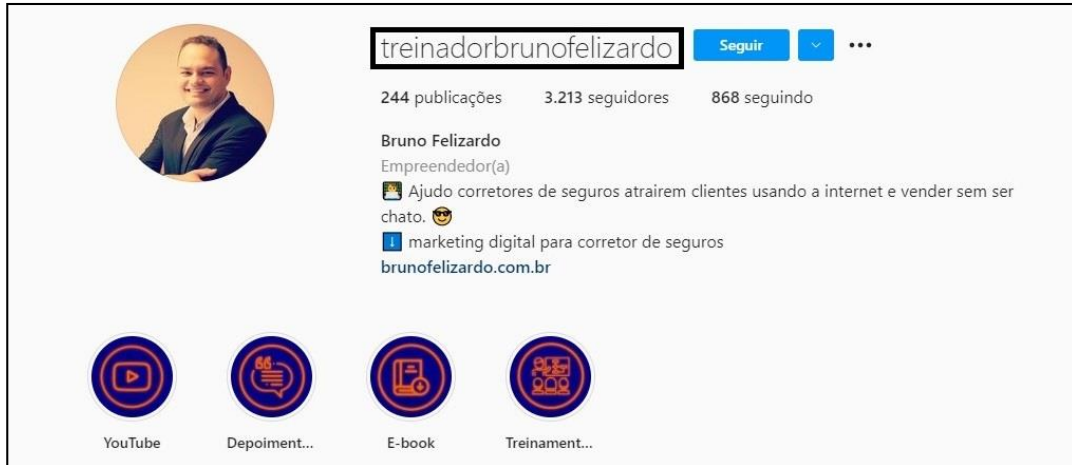 treinadorbrunofelizardo Seguir
244 publicações 3.213 seguidores 868 seguindo
Bruno Felizardo
Empreendedor(a)
Ajudo corretores de seguros atrairem clientes usando a internet e vender sem ser
chato.
marketing digital para corretor de seguros
brunofelizardo.com.br
YouTube Depoiment... E-book Treinament...